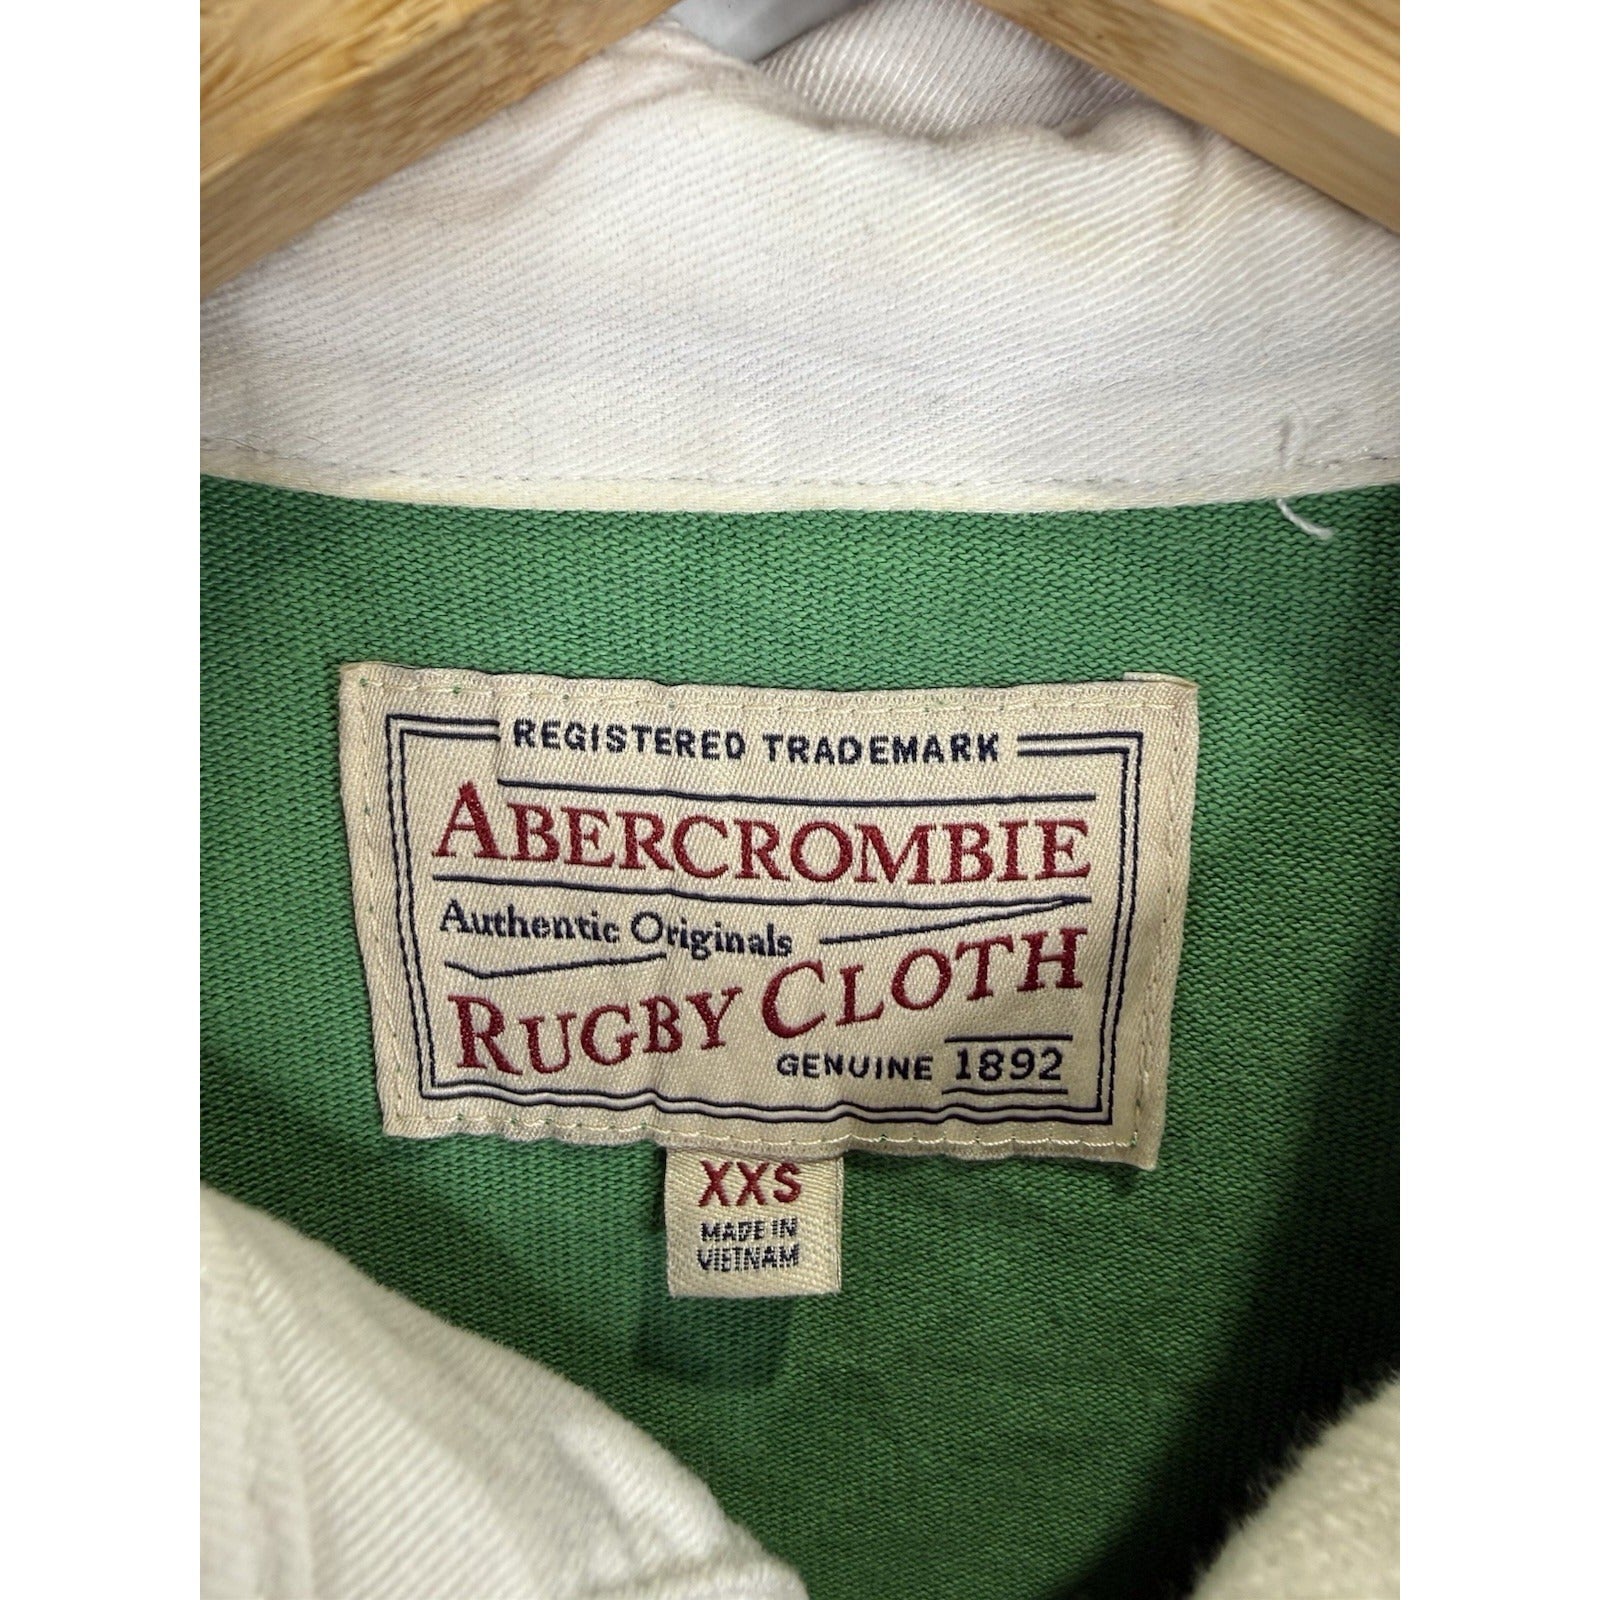 REGISTERED TRADEMARK
ABERCROMBIE
Authentic Originals
RUGBY CLOTH
GENUINE 1892
XXS
MADE IN
VIETNAM